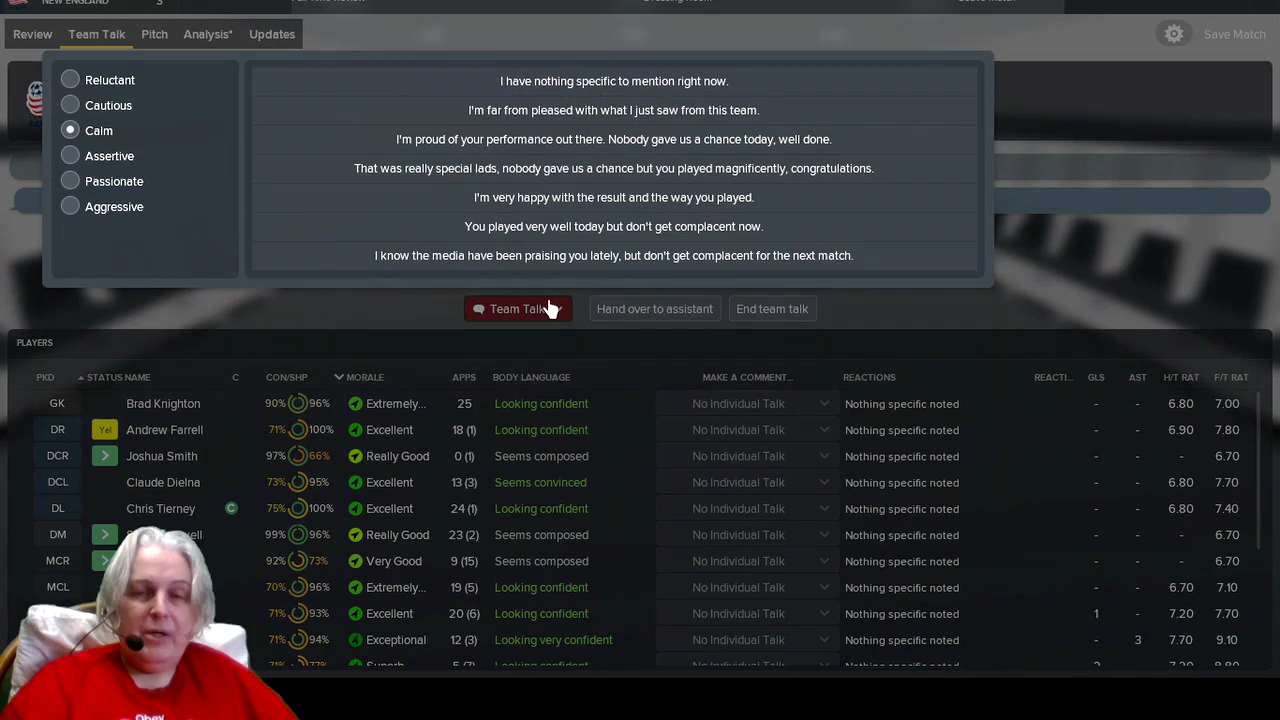 NEW ENGLAND 3
Review Team Talk Pitch Analysis* Updates Save Match
Reluctant
Cautious
Calm
Assertive
Passionate
Aggressive
I have nothing specific to mention right now.
I'm far from pleased with what I just saw from this team.
I'm proud of your performance out there. Nobody gave us a chance today, well done.
That was really special lads, nobody gave us a chance but you played magnificently, congratulations.
I'm very happy with the result and the way you played.
You played very well today but don't get complacent now.
I know the media have been praising you lately, but don't get complacent for the next match.
Team Talk Hand over to assistant End team talk
PLAYERS
PKD STATUS NAME C CON/SHP MORALE APPS BODY LANGUAGE MAKE A COMMENT... REACTIONS REACTI... GLS AST H/T RAT F/T RAT
GK Brad Knighton 90% 96% Extremely... 25 Looking confident No Individual Talk Nothing specific noted - - 6.80 7.00
DR Yel Andrew Farrell 71% 100% Excellent 18 (1) Looking confident No Individual Talk Nothing specific noted - - 6.90 7.80
DCR Joshua Smith 97% 66% Really Good 0 (1) Seems composed No Individual Talk Nothing specific noted - - - 6.70
DCL Claude Dielna 73% 95% Excellent 13 (3) Seems convinced No Individual Talk Nothing specific noted - - 6.80 7.70
DL Chris Tierney C 75% 100% Excellent 24 (1) Looking confident No Individual Talk Nothing specific noted - - 6.80 7.40
DM 99% 96% Really Good 23 (2) Seems composed No Individual Talk Nothing specific noted - - - 6.70
MCR 92% 73% Very Good 9 (15) Seems composed No Individual Talk Nothing specific noted - - - 6.70
MCL 70% 96% Extremely... 19 (5) Looking confident No Individual Talk Nothing specific noted - - 6.70 7.10
71% 93% Excellent 20 (6) Looking confident No Individual Talk Nothing specific noted 1 - 7.20 7.70
71% 94% Exceptional 12 (3) Looking very confident No Individual Talk Nothing specific noted - 3 7.70 9.10
Obey